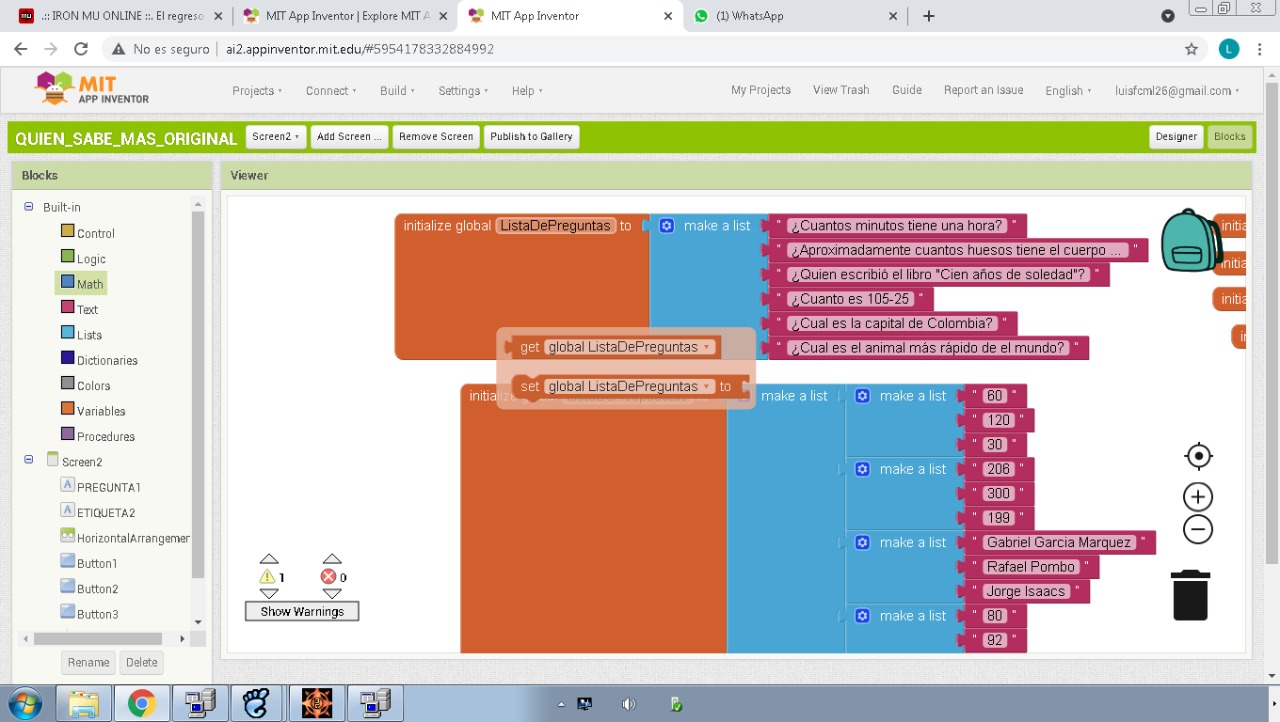 .:: IRON MU ONLINE ::. El regreso
MIT App Inventor | Explore MIT A
MIT App Inventor
(1) WhatsApp
No es seguro | ai2.appinventor.mit.edu/#5954178332884992
L
MIT
APP INVENTOR
Projects
Connect
Build
Settings
Help
My Projects
View Trash
Guide
Report an Issue
English
luisfcml26@gmail.com
QUIEN_SABE_MAS_ORIGINAL
Screen2
Add Screen ...
Remove Screen
Publish to Gallery
Designer
Blocks
Blocks
Viewer
Built-in
Control
Logic
Math
Text
Lists
Dictionaries
Colors
Variables
Procedures
Screen2
PREGUNTA1
ETIQUETA2
HorizontalArrangemer
Button1
Button2
Button3
Rename
Delete
initialize global ListaDePreguntas to
make a list
" ¿Cuantos minutos tiene una hora? "
" ¿Aproximadamente cuantos huesos tiene el cuerpo ... "
" ¿Quien escribió el libro "Cien años de soledad"? "
" ¿Cuanto es 105-25 "
" ¿Cual es la capital de Colombia? "
" ¿Cual es el animal más rápido de el mundo? "
get global ListaDePreguntas
set global ListaDePreguntas to
make a list
make a list
" 60 "
" 120 "
" 30 "
make a list
" 206 "
" 300 "
" 199 "
make a list
" Gabriel Garcia Marquez "
" Rafael Pombo "
" Jorge Isaacs "
make a list
" 80 "
" 92 "
1
0
Show Warnings